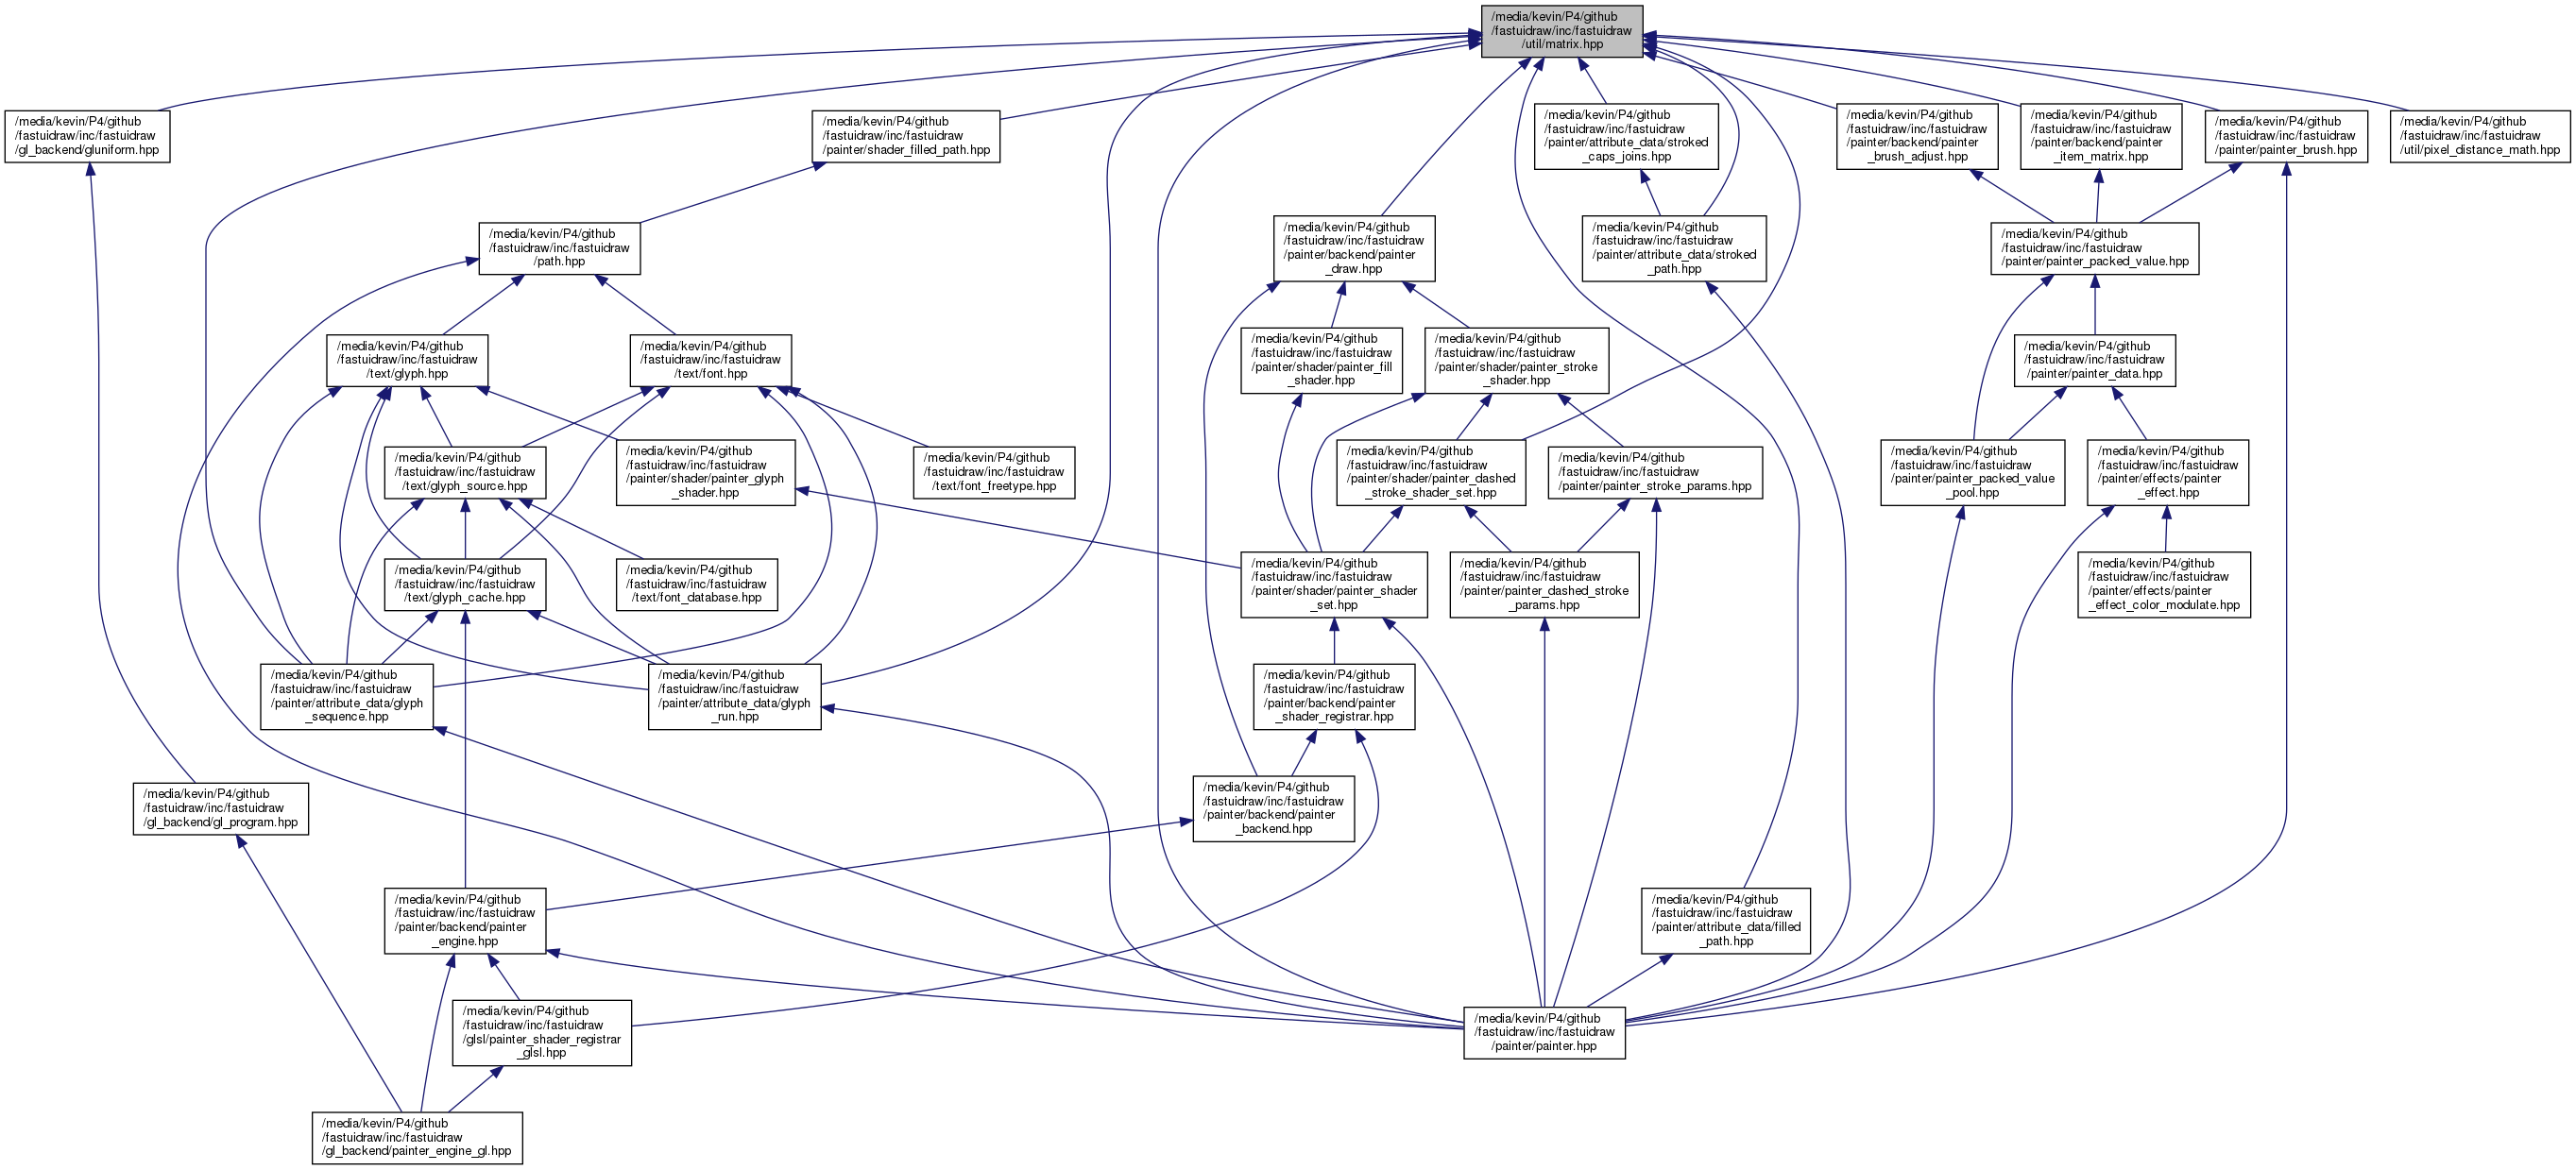 /media/kevin/P4/github
/fastuidraw/inc/fastuidraw
/util/matrix.hpp
/media/kevin/P4/github
/fastuidraw/inc/fastuidraw
/gl_backend/gluniform.hpp
/media/kevin/P4/github
/fastuidraw/inc/fastuidraw
/painter/shader_filled_path.hpp
/media/kevin/P4/github
/fastuidraw/inc/fastuidraw
/painter/attribute_data/stroked
_caps_joins.hpp
/media/kevin/P4/github
/fastuidraw/inc/fastuidraw
/painter/backend/painter
_brush_adjust.hpp
/media/kevin/P4/github
/fastuidraw/inc/fastuidraw
/painter/backend/painter
_item_matrix.hpp
/media/kevin/P4/github
/fastuidraw/inc/fastuidraw
/painter/painter_brush.hpp
/media/kevin/P4/github
/fastuidraw/inc/fastuidraw
/util/pixel_distance_math.hpp
/media/kevin/P4/github
/fastuidraw/inc/fastuidraw
/path.hpp
/media/kevin/P4/github
/fastuidraw/inc/fastuidraw
/painter/backend/painter
_draw.hpp
/media/kevin/P4/github
/fastuidraw/inc/fastuidraw
/painter/attribute_data/stroked
_path.hpp
/media/kevin/P4/github
/fastuidraw/inc/fastuidraw
/painter/painter_packed_value.hpp
/media/kevin/P4/github
/fastuidraw/inc/fastuidraw
/text/glyph.hpp
/media/kevin/P4/github
/fastuidraw/inc/fastuidraw
/text/font.hpp
/media/kevin/P4/github
/fastuidraw/inc/fastuidraw
/painter/shader/painter_fill
_shader.hpp
/media/kevin/P4/github
/fastuidraw/inc/fastuidraw
/painter/shader/painter_stroke
_shader.hpp
/media/kevin/P4/github
/fastuidraw/inc/fastuidraw
/painter/painter_data.hpp
/media/kevin/P4/github
/fastuidraw/inc/fastuidraw
/text/glyph_source.hpp
/media/kevin/P4/github
/fastuidraw/inc/fastuidraw
/painter/shader/painter_glyph
_shader.hpp
/media/kevin/P4/github
/fastuidraw/inc/fastuidraw
/text/font_freetype.hpp
/media/kevin/P4/github
/fastuidraw/inc/fastuidraw
/painter/shader/painter_dashed
_stroke_shader_set.hpp
/media/kevin/P4/github
/fastuidraw/inc/fastuidraw
/painter/painter_stroke_params.hpp
/media/kevin/P4/github
/fastuidraw/inc/fastuidraw
/painter/painter_packed_value
_pool.hpp
/media/kevin/P4/github
/fastuidraw/inc/fastuidraw
/painter/effects/painter
_effect.hpp
/media/kevin/P4/github
/fastuidraw/inc/fastuidraw
/text/glyph_cache.hpp
/media/kevin/P4/github
/fastuidraw/inc/fastuidraw
/text/font_database.hpp
/media/kevin/P4/github
/fastuidraw/inc/fastuidraw
/painter/shader/painter_shader
_set.hpp
/media/kevin/P4/github
/fastuidraw/inc/fastuidraw
/painter/painter_dashed_stroke
_params.hpp
/media/kevin/P4/github
/fastuidraw/inc/fastuidraw
/painter/effects/painter
_effect_color_modulate.hpp
/media/kevin/P4/github
/fastuidraw/inc/fastuidraw
/painter/attribute_data/glyph
_sequence.hpp
/media/kevin/P4/github
/fastuidraw/inc/fastuidraw
/painter/attribute_data/glyph
_run.hpp
/media/kevin/P4/github
/fastuidraw/inc/fastuidraw
/painter/backend/painter
_shader_registrar.hpp
/media/kevin/P4/github
/fastuidraw/inc/fastuidraw
/gl_backend/gl_program.hpp
/media/kevin/P4/github
/fastuidraw/inc/fastuidraw
/painter/backend/painter
_backend.hpp
/media/kevin/P4/github
/fastuidraw/inc/fastuidraw
/painter/backend/painter
_engine.hpp
/media/kevin/P4/github
/fastuidraw/inc/fastuidraw
/painter/attribute_data/filled
_path.hpp
/media/kevin/P4/github
/fastuidraw/inc/fastuidraw
/glsl/painter_shader_registrar
_glsl.hpp
/media/kevin/P4/github
/fastuidraw/inc/fastuidraw
/painter/painter.hpp
/media/kevin/P4/github
/fastuidraw/inc/fastuidraw
/gl_backend/painter_engine_gl.hpp